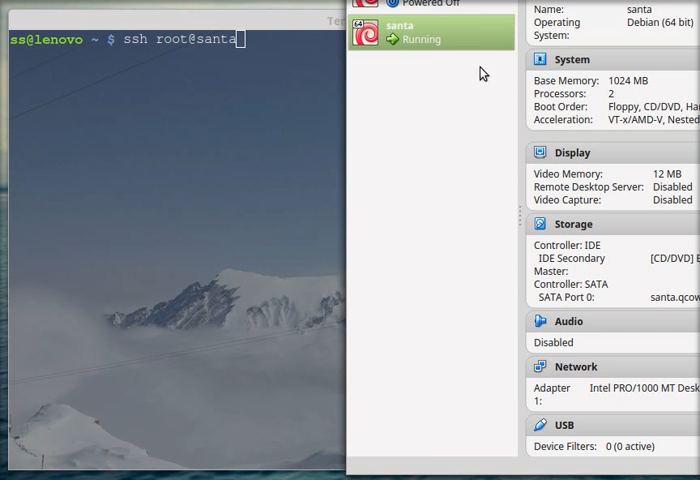 Ter
ss@lenovo ~ $ ssh root@santa
Powered Off
64
santa
Running
Name: santa
Operating Debian (64 bit)
System:
System
Base Memory: 1024 MB
Processors: 2
Boot Order: Floppy, CD/DVD, Ha
Acceleration: VT-x/AMD-V, Nested
Display
Video Memory: 12 MB
Remote Desktop Server: Disabled
Video Capture: Disabled
Storage
Controller: IDE
IDE Secondary [CD/DVD] E
Master:
Controller: SATA
SATA Port 0: santa.qcow
Audio
Disabled
Network
Adapter Intel PRO/1000 MT Desk
1:
USB
Device Filters: 0 (0 active)